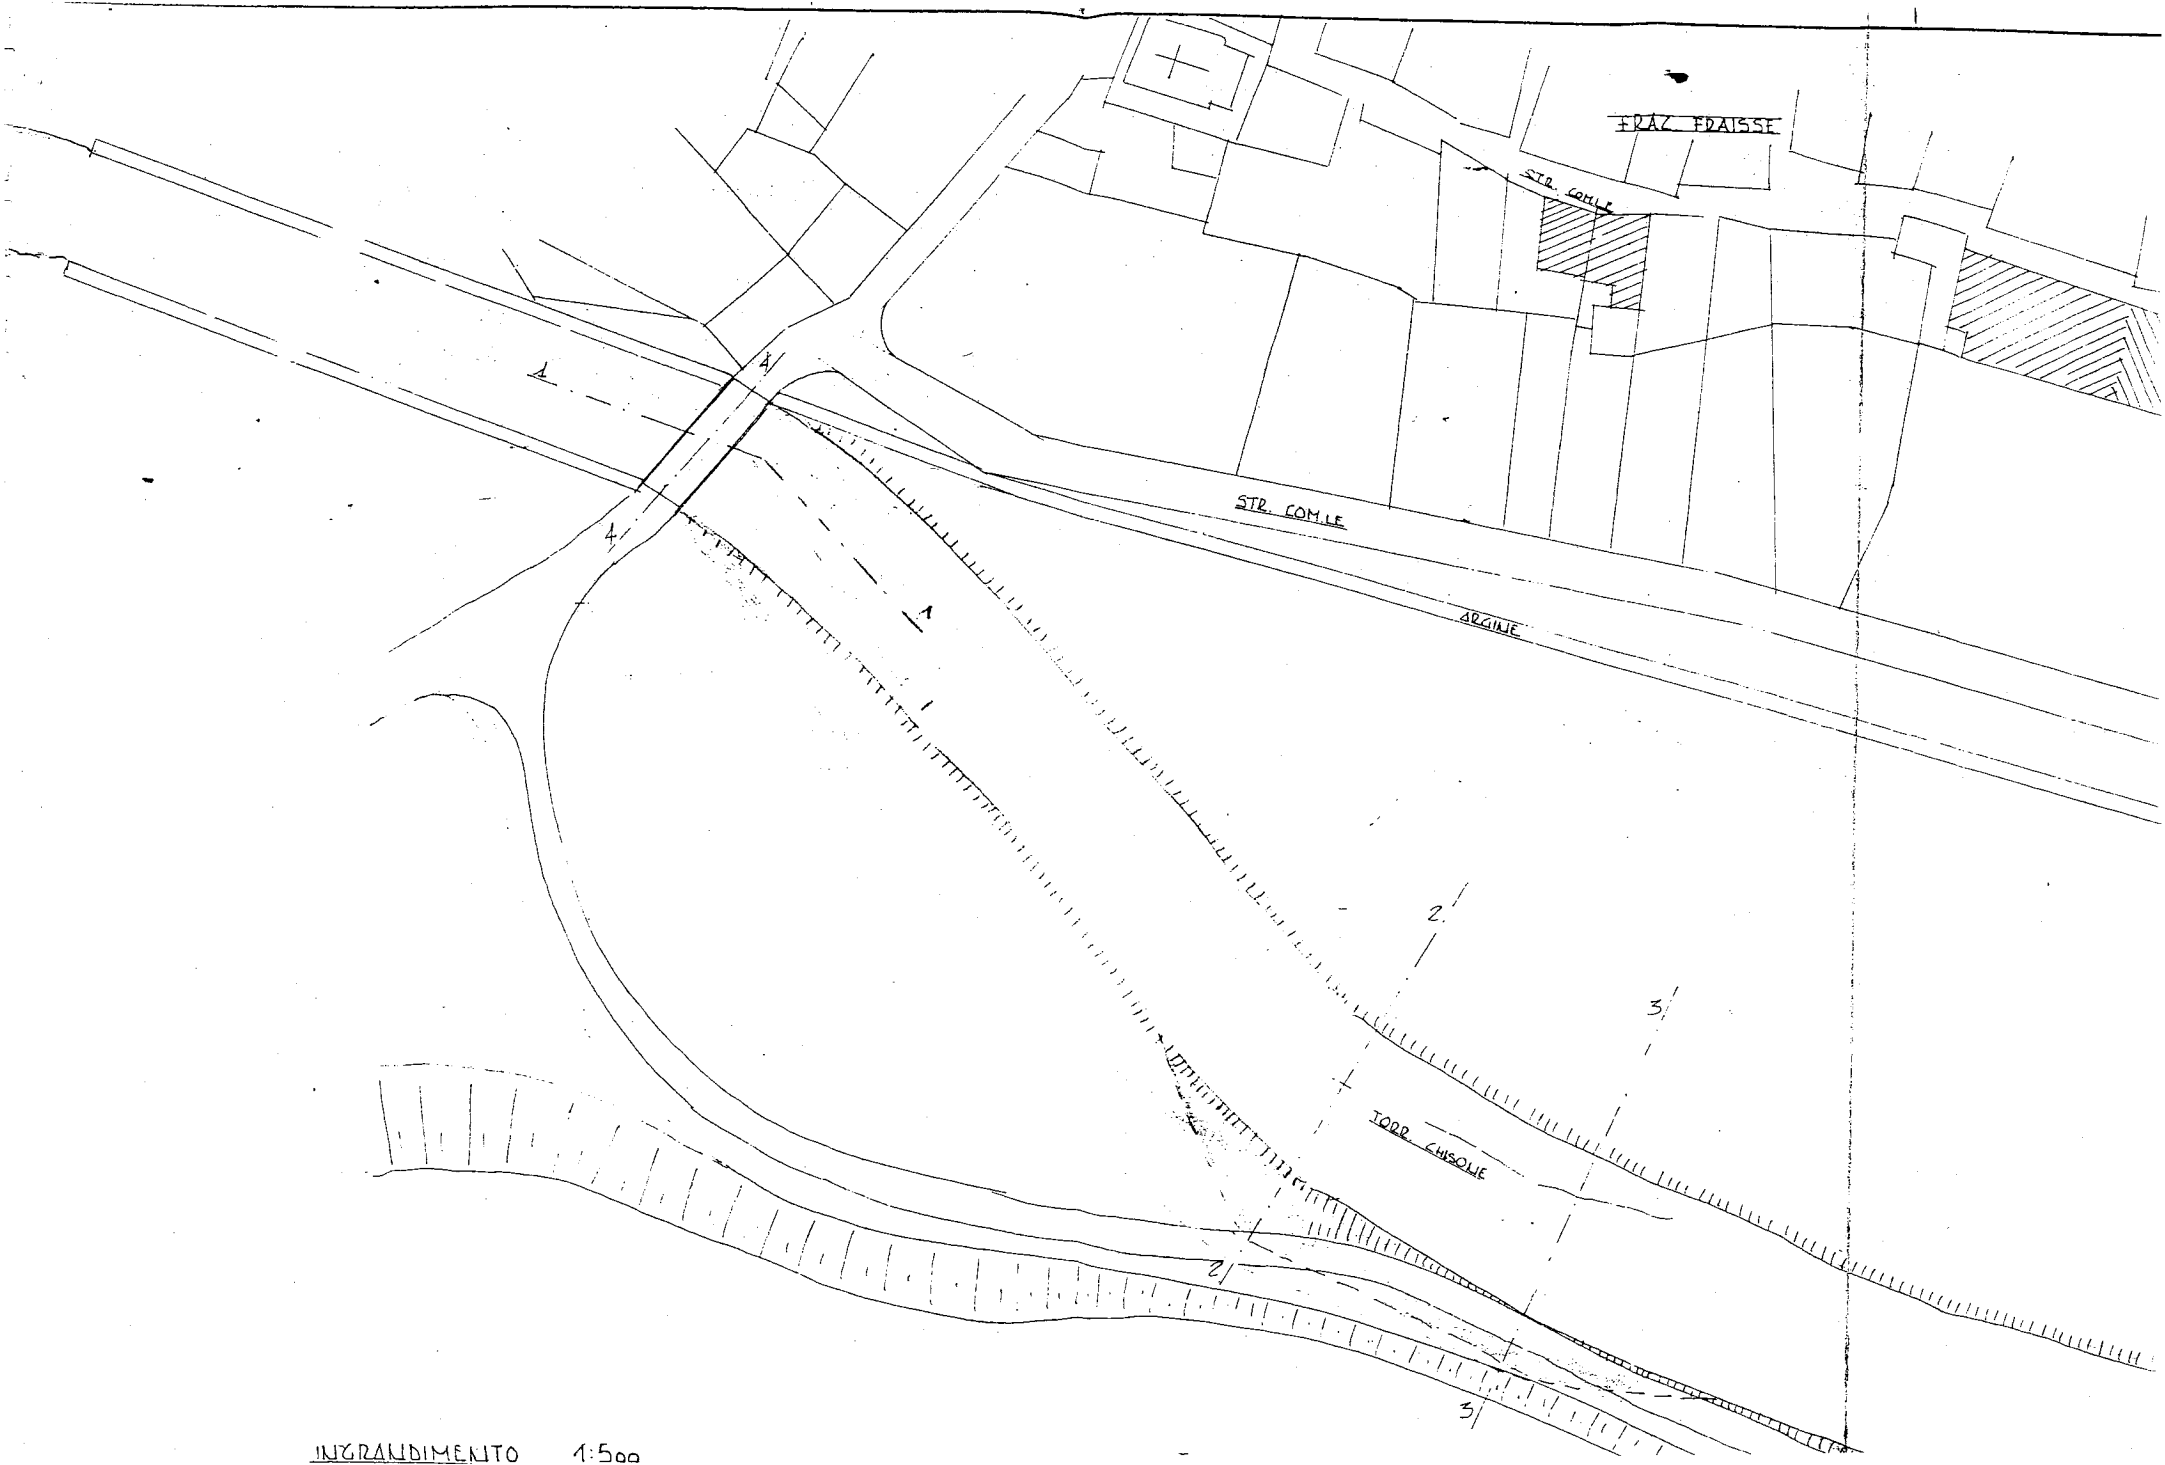 FRAZ. FRAISSE
STR. COM.LE
4
1
STR. COM.LE
4
1
ARGINE
2
3
TORR. CHISONE
2
3
INGRANDIMENTO 1:500